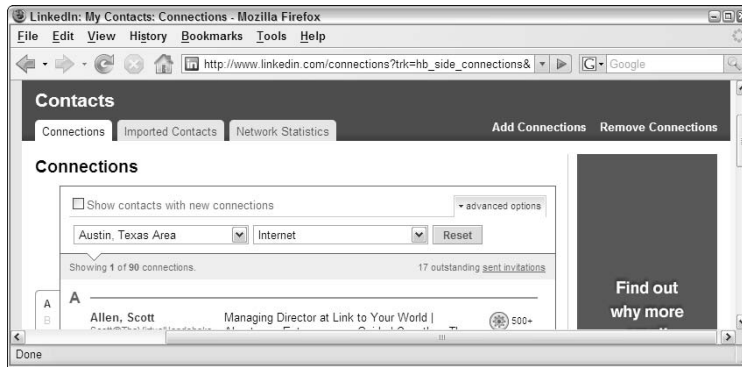 LinkedIn: My Contacts: Connections - Mozilla Firefox
File Edit View History Bookmarks Tools Help
in http://www.linkedin.com/connections?trk=hb_side_connections& G Google
Contacts
Connections Imported Contacts Network Statistics Add Connections Remove Connections
Connections
Show contacts with new connections advanced options
Austin, Texas Area Internet Reset
Showing 1 of 90 connections. 17 outstanding sent invitations
A
A
B
Allen, Scott Managing Director at Link to Your World | 500+
Find out
why more
Done